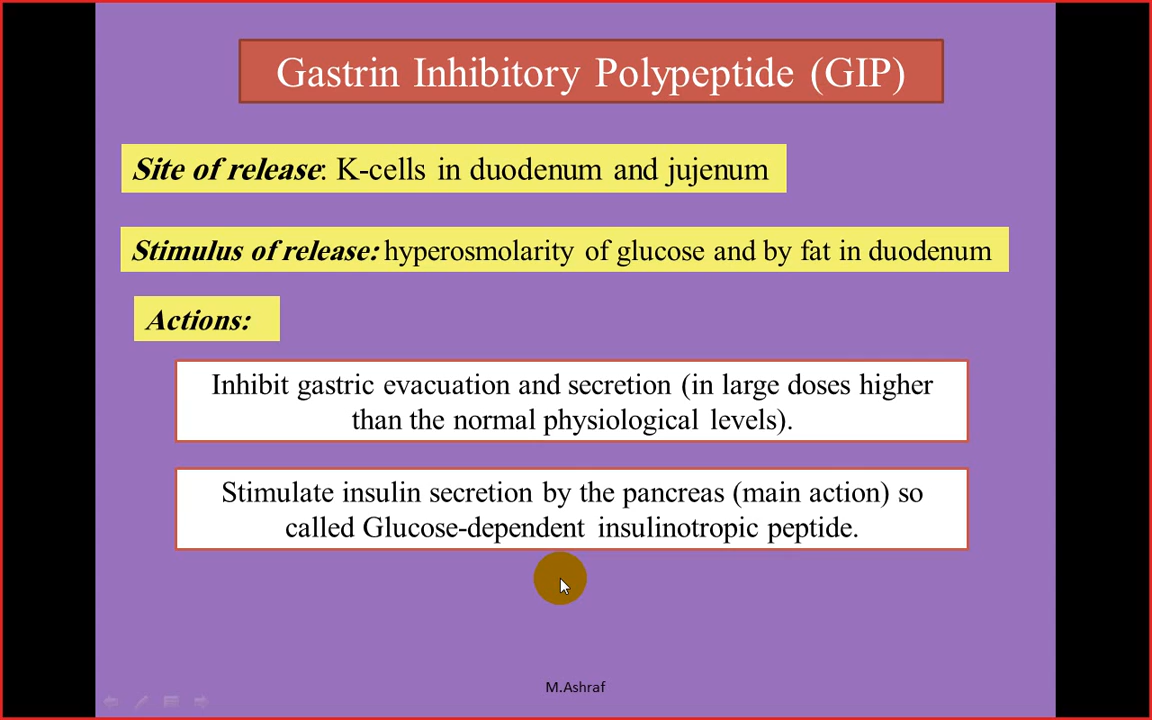 Gastrin Inhibitory Polypeptide (GIP)
Site of release: K-cells in duodenum and jujenum
Stimulus of release: hyperosmolarity of glucose and by fat in duodenum
Actions:
Inhibit gastric evacuation and secretion (in large doses higher
than the normal physiological levels).
Stimulate insulin secretion by the pancreas (main action) so
called Glucose-dependent insulinotropic peptide.
M.Ashraf